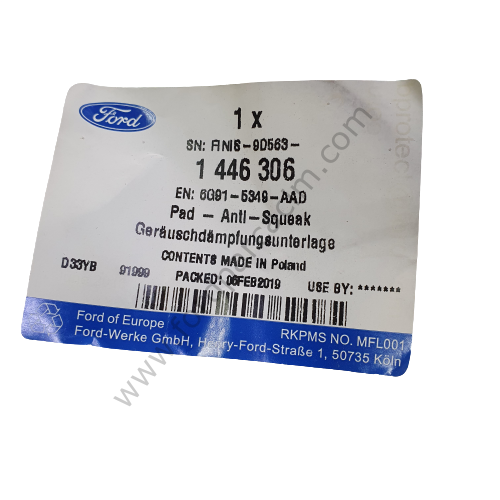 Ford
1 x
SN: FINIS-90563-
1 446 306
EN: 6G91-5349-AAD
Pad - Anti-Squeak
Geräuschdämpfungsunterlage
CONTENTS MADE IN Poland
D33YB 91999 PACKED: 06FEB2019 USE BY: *******
Ford of Europe
Ford-Werke GmbH, Henry-Ford-Straße 1, 50735 Köln
RKPMS NO. MFL001